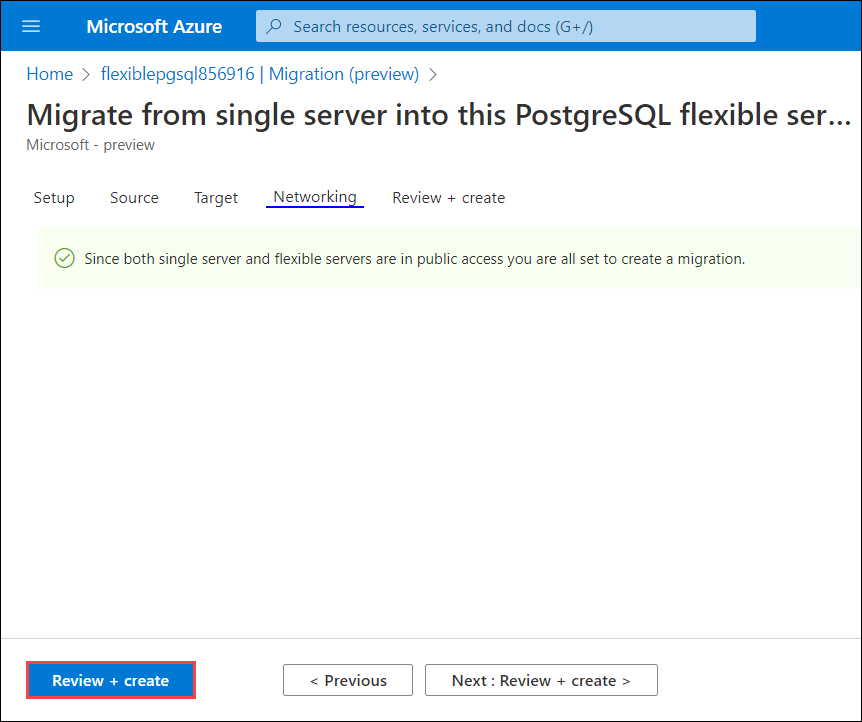 Microsoft Azure
Search resources, services, and docs (G+/)
Home > flexiblepgsql856916 | Migration (preview) >
Migrate from single server into this PostgreSQL flexible ser...
Microsoft - preview
Setup Source Target Networking Review + create
Since both single server and flexible servers are in public access you are all set to create a migration.
Review + create < Previous Next : Review + create >